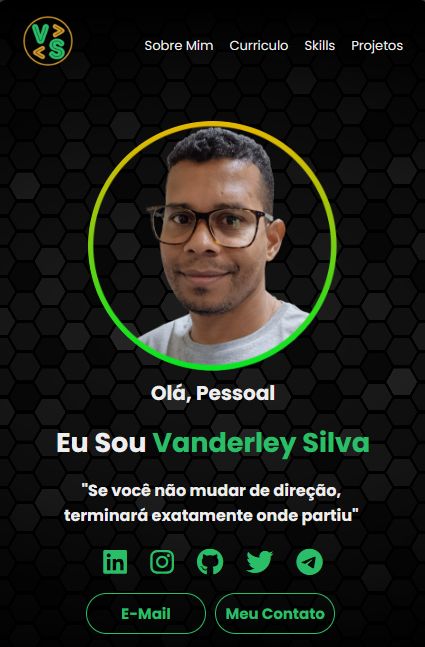 V>
<S
Sobre Mim Curriculo Skills Projetos
Olá, Pessoal
Eu Sou Vanderley Silva
"Se você não mudar de direção,
terminará exatamente onde partiu"
in
E-Mail Meu Contato